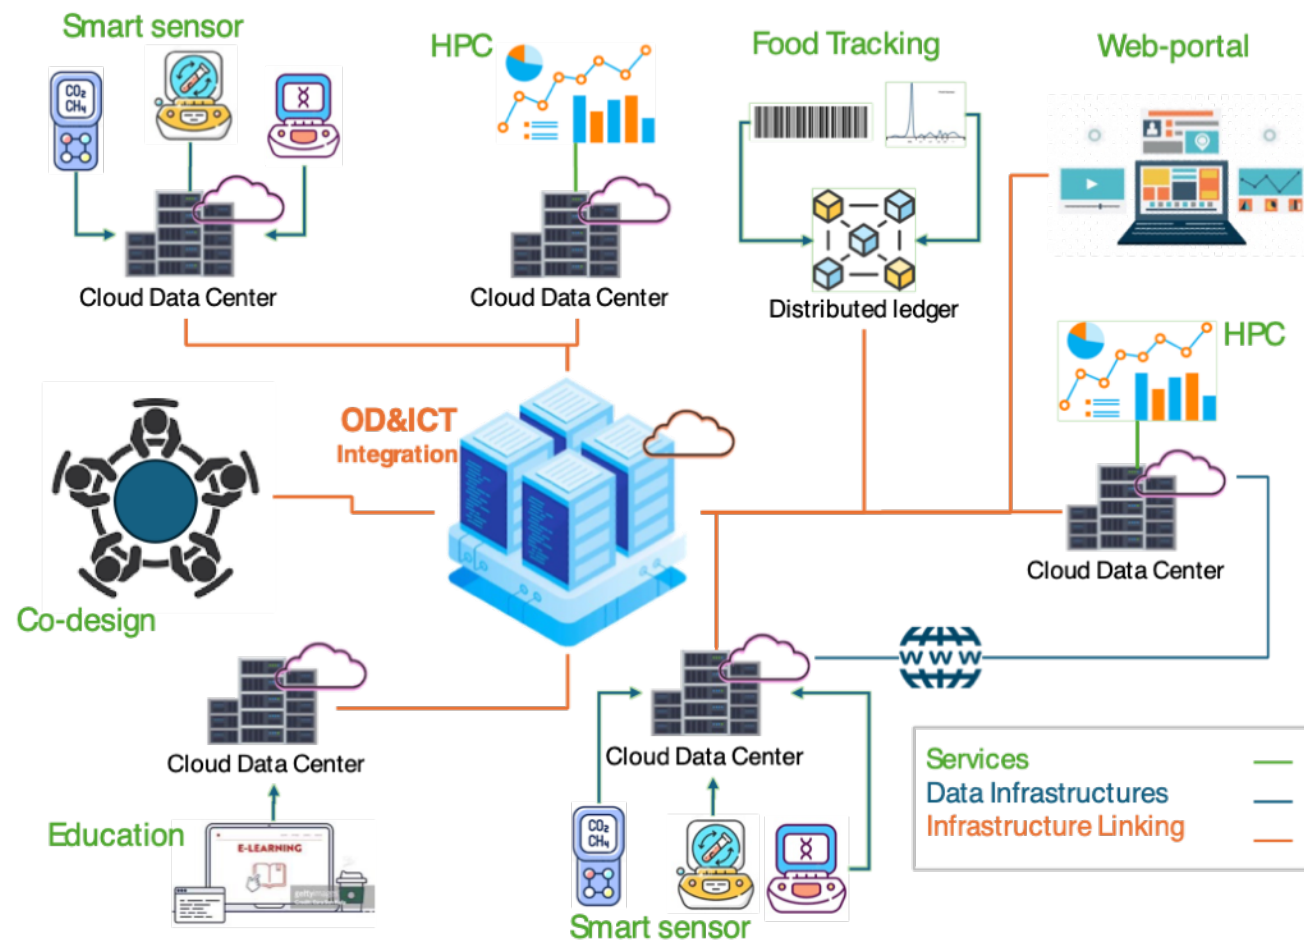 Smart sensor
HPC
Food Tracking
Web-portal
CO₂
CH₄
Cloud Data Center
Cloud Data Center
Distributed ledger
HPC
OD&ICT
Integration
Cloud Data Center
Co-design
WWW
Cloud Data Center
Cloud Data Center
Services
Data Infrastructures
Infrastructure Linking
Education
E-LEARNING
CO₂
CH₄
Smart sensor